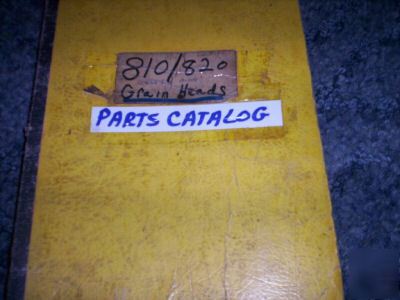 810/820
Grain Heads
PARTS CATALOG